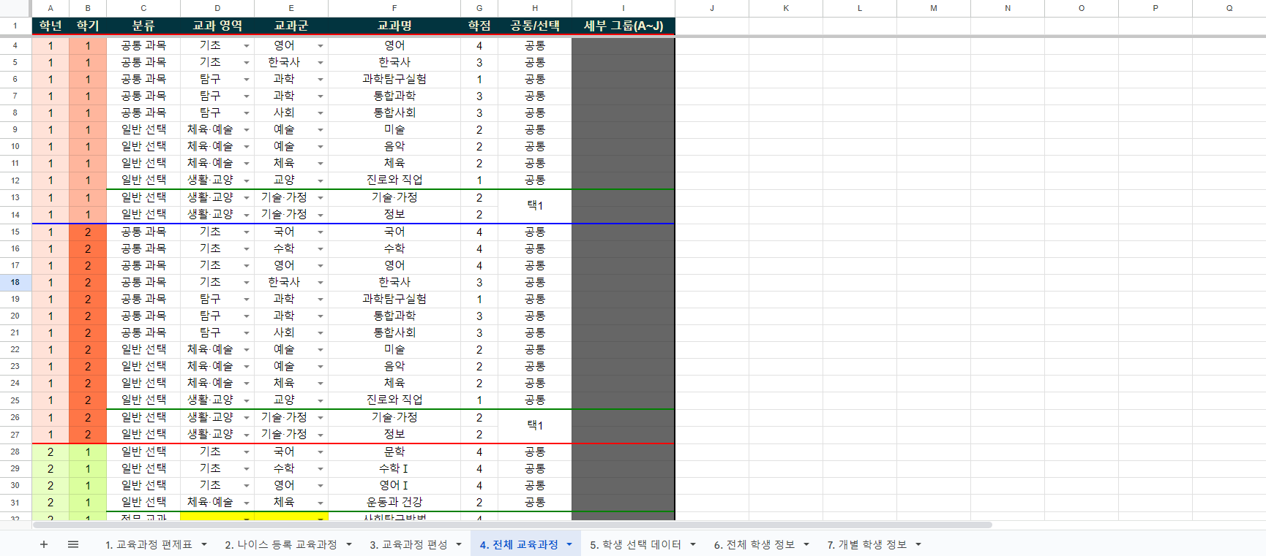 A B C D E F G H I J K L M N O P Q
1 학년 학기 분류 교과 영역 교과군 교과명 학점 공통/선택 세부 그룹(A~J)
4 1 1 공통 과목 기초 영어 영어 4 공통
5 1 1 공통 과목 기초 한국사 한국사 3 공통
6 1 1 공통 과목 탐구 과학 과학탐구실험 1 공통
7 1 1 공통 과목 탐구 과학 통합과학 3 공통
8 1 1 공통 과목 탐구 사회 통합사회 3 공통
9 1 1 일반 선택 체육·예술 예술 미술 2 공통
10 1 1 일반 선택 체육·예술 예술 음악 2 공통
11 1 1 일반 선택 체육·예술 체육 체육 2 공통
12 1 1 일반 선택 생활·교양 교양 진로와 직업 1 공통
13 1 1 일반 선택 생활·교양 기술·가정 기술·가정 2 택1
14 1 1 일반 선택 생활·교양 기술·가정 정보 2
15 1 2 공통 과목 기초 국어 국어 4 공통
16 1 2 공통 과목 기초 수학 수학 4 공통
17 1 2 공통 과목 기초 영어 영어 4 공통
18 1 2 공통 과목 기초 한국사 한국사 3 공통
19 1 2 공통 과목 탐구 과학 과학탐구실험 1 공통
20 1 2 공통 과목 탐구 과학 통합과학 3 공통
21 1 2 공통 과목 탐구 사회 통합사회 3 공통
22 1 2 일반 선택 체육·예술 예술 미술 2 공통
23 1 2 일반 선택 체육·예술 예술 음악 2 공통
24 1 2 일반 선택 체육·예술 체육 체육 2 공통
25 1 2 일반 선택 생활·교양 교양 진로와 직업 1 공통
26 1 2 일반 선택 생활·교양 기술·가정 기술·가정 2 택1
27 1 2 일반 선택 생활·교양 기술·가정 정보 2
28 2 1 일반 선택 기초 국어 문학 4 공통
29 2 1 일반 선택 기초 수학 수학Ⅰ 4 공통
30 2 1 일반 선택 기초 영어 영어Ⅰ 4 공통
31 2 1 일반 선택 체육·예술 체육 운동과 건강 2 공통
32 2 1 전문 교과 사회탐구방법 4
1. 교육과정 편제표 2. 나이스 등록 교육과정 3. 교육과정 편성 4. 전체 교육과정 5. 학생 선택 데이터 6. 전체 학생 정보 7. 개별 학생 정보